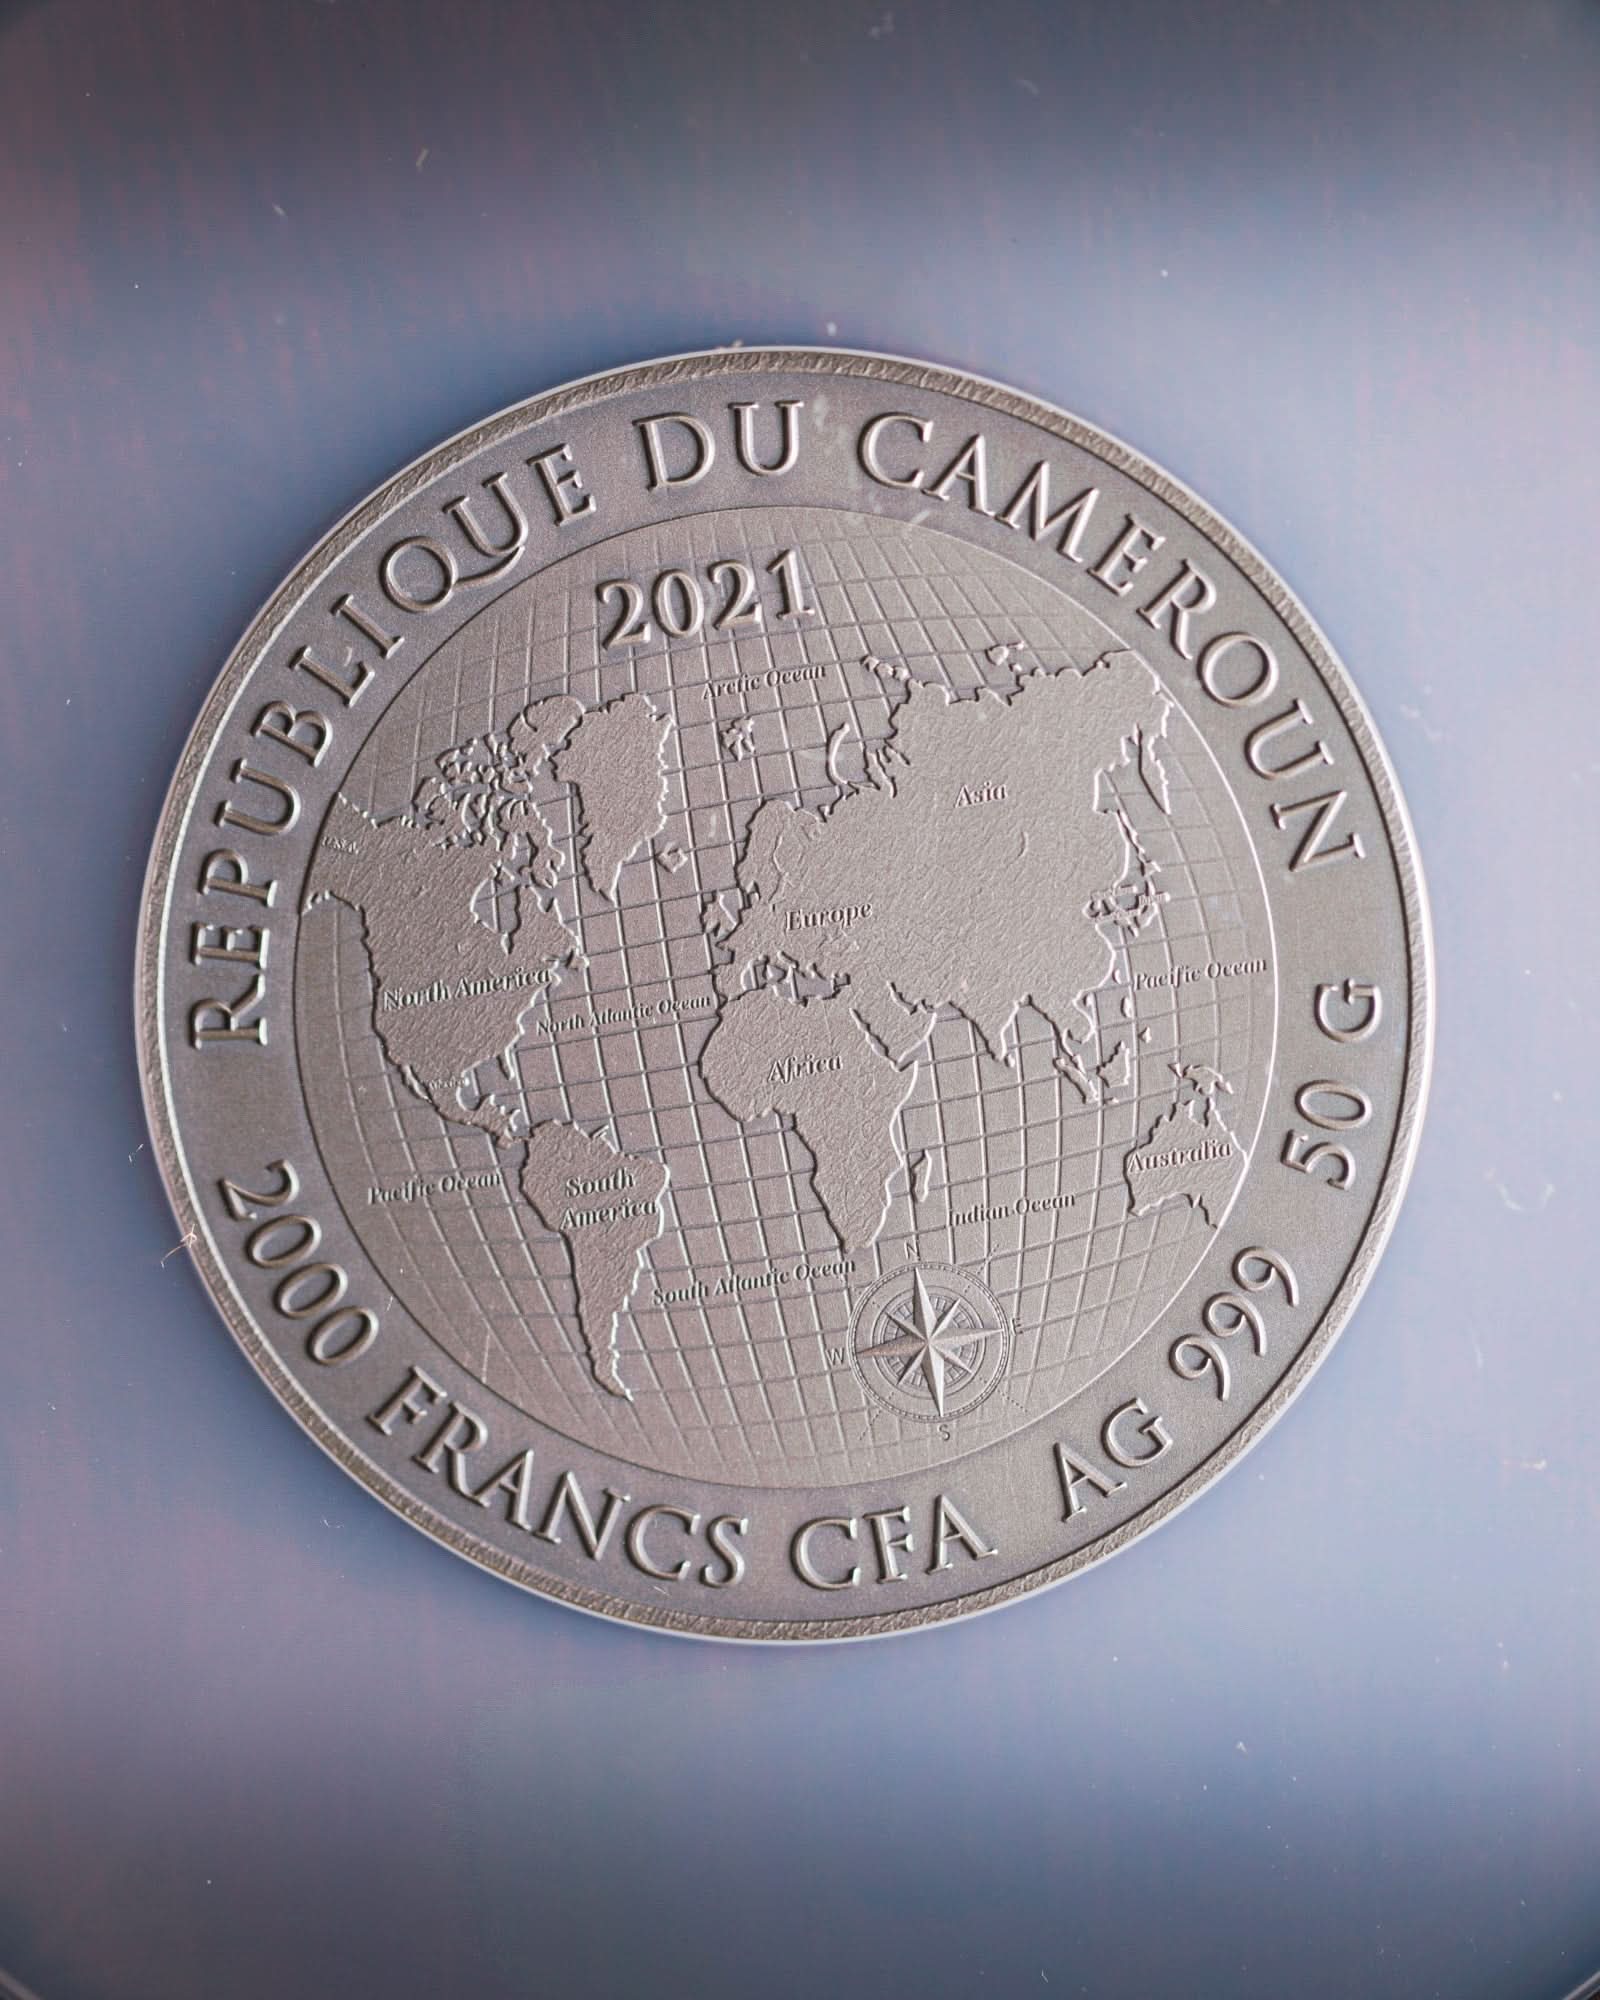 REPUBLIQUE DU CAMEROUN
50 G
AG 999
2000 FRANCS CFA
2021
Arctic Ocean
Asia
U.S.A.
Europe
North America
Pacific Ocean
North Atlantic Ocean
Africa
Mexico
Australia
Pacific Ocean
South
America
Indian Ocean
South Atlantic Ocean
N
E
W
S